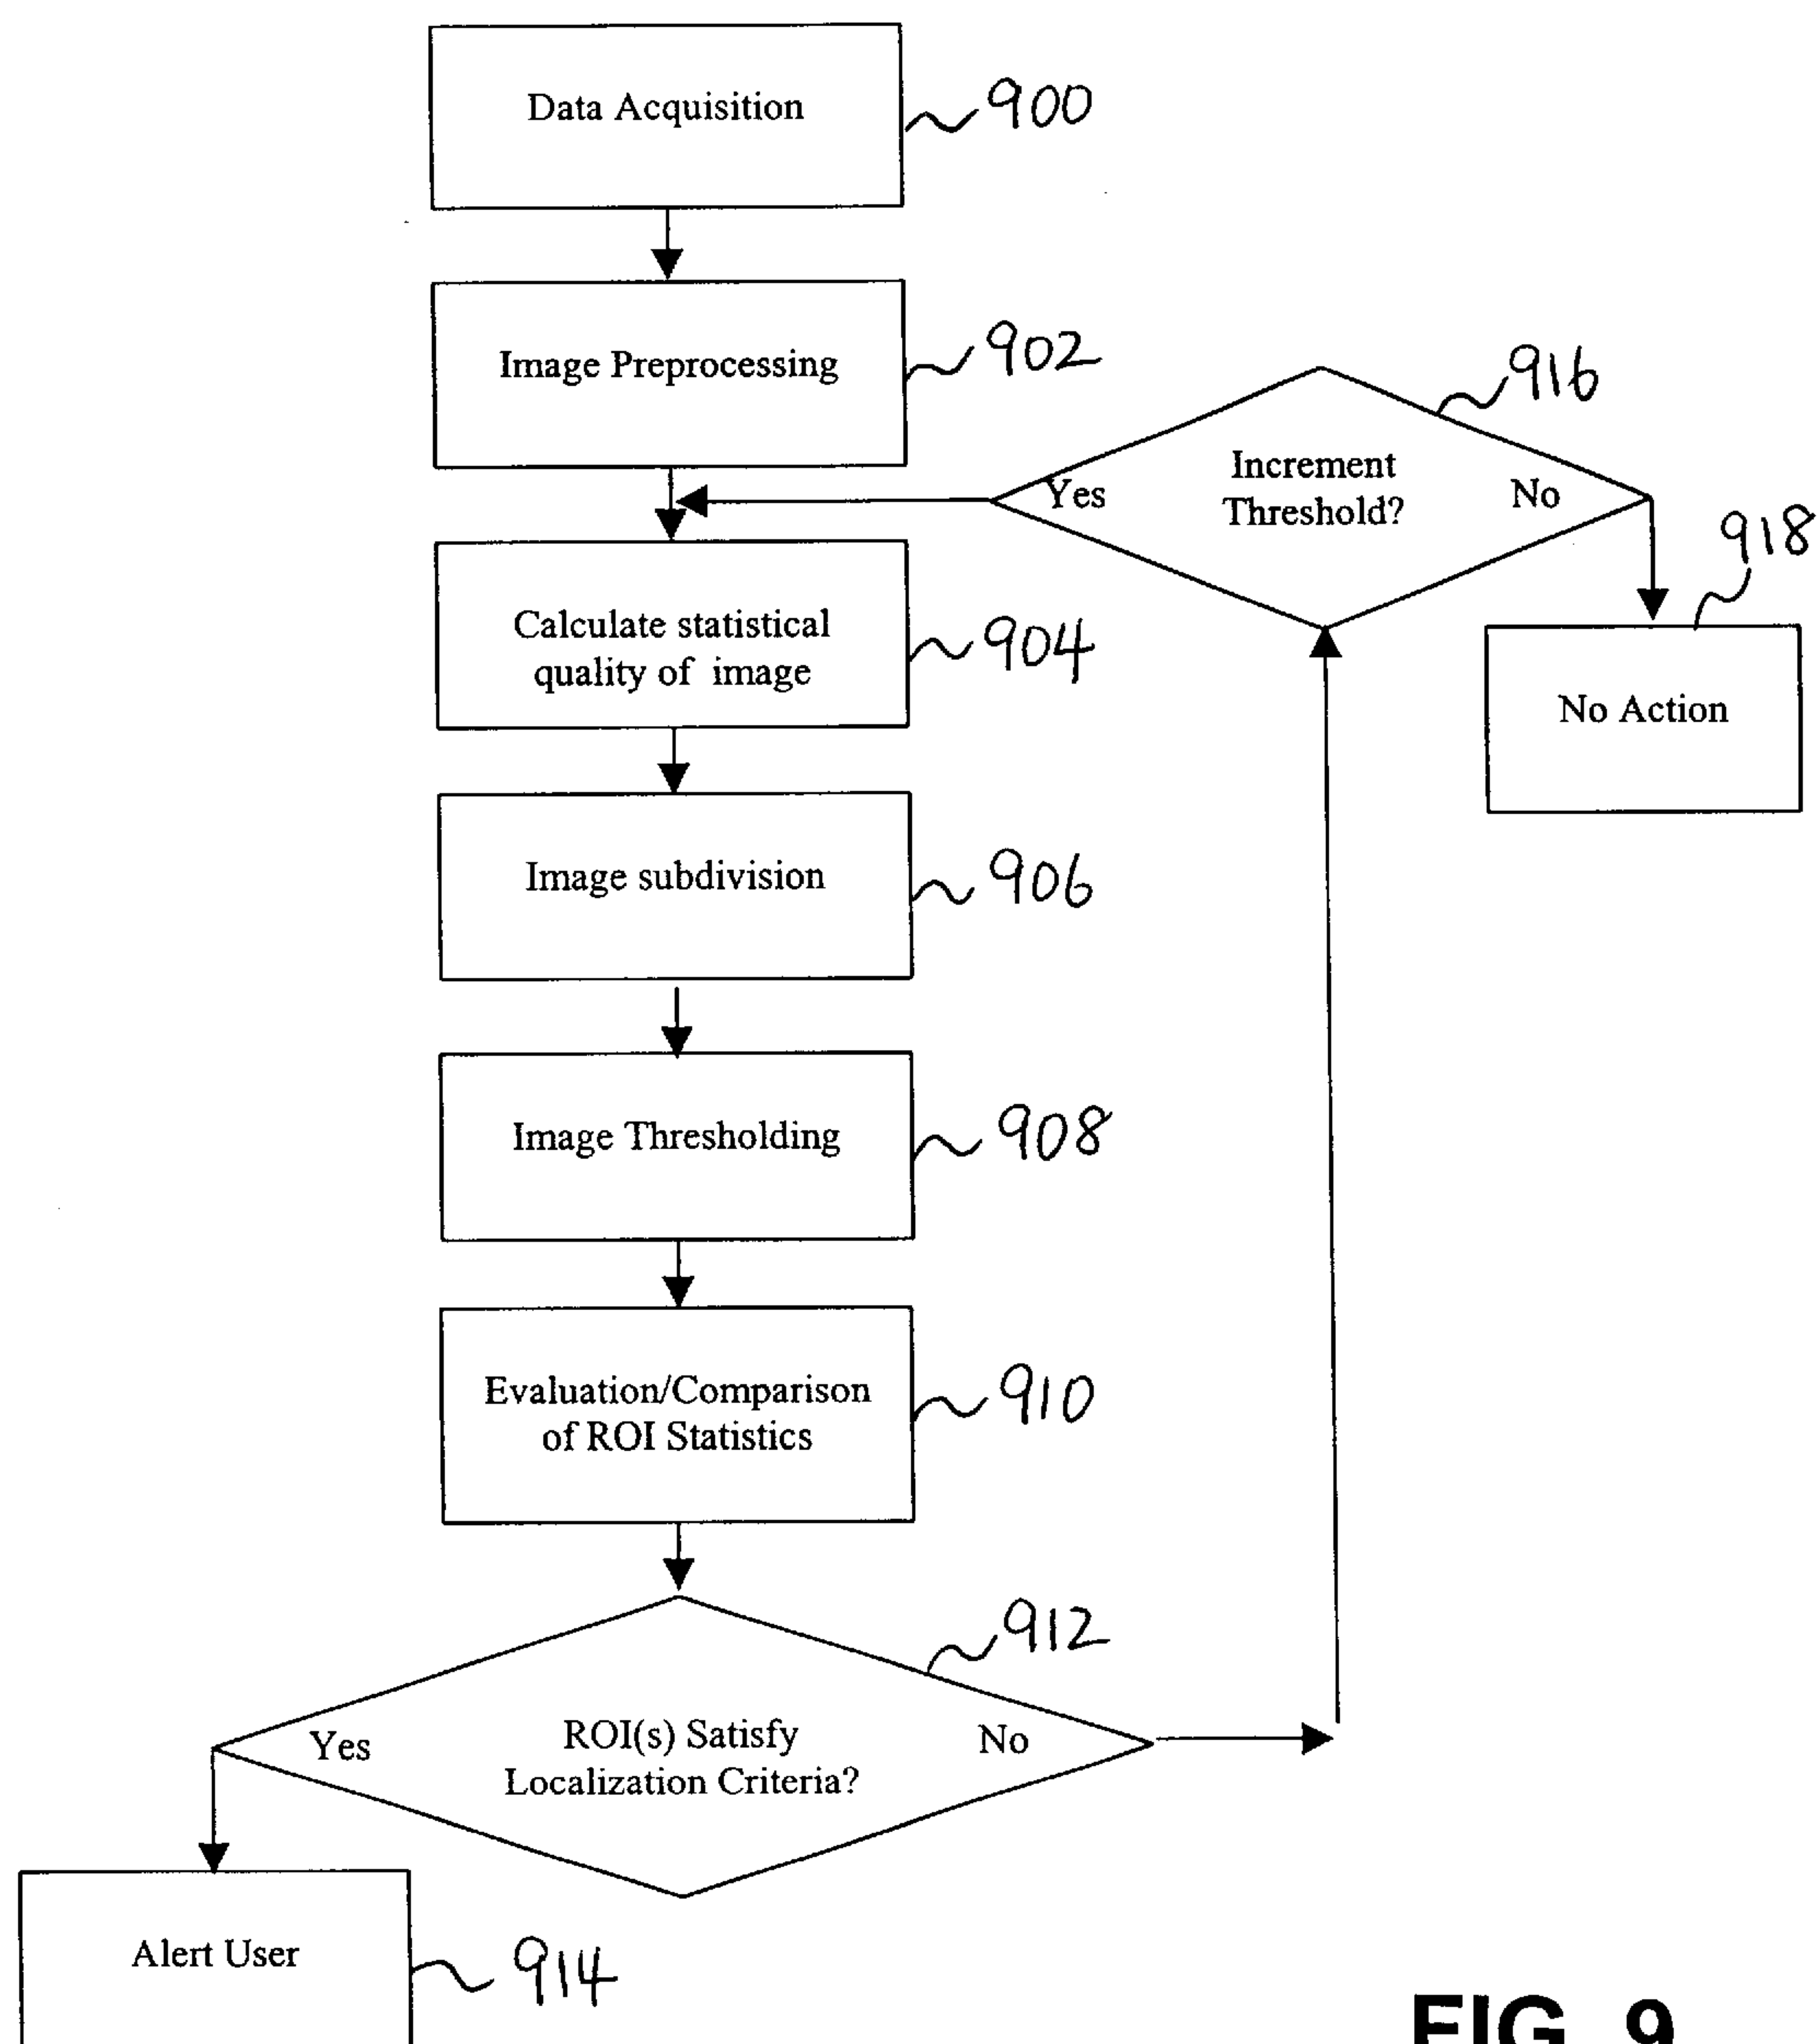 Data Acquisition
900
Image Preprocessing
902
916
Increment
Threshold?
Yes
No
918
No Action
Calculate statistical
quality of image
904
Image subdivision
906
Image Thresholding
908
Evaluation/Comparison
of ROI Statistics
910
912
ROI(s) Satisfy
Localization Criteria?
Yes
No
Alert User
914
FIG. 9